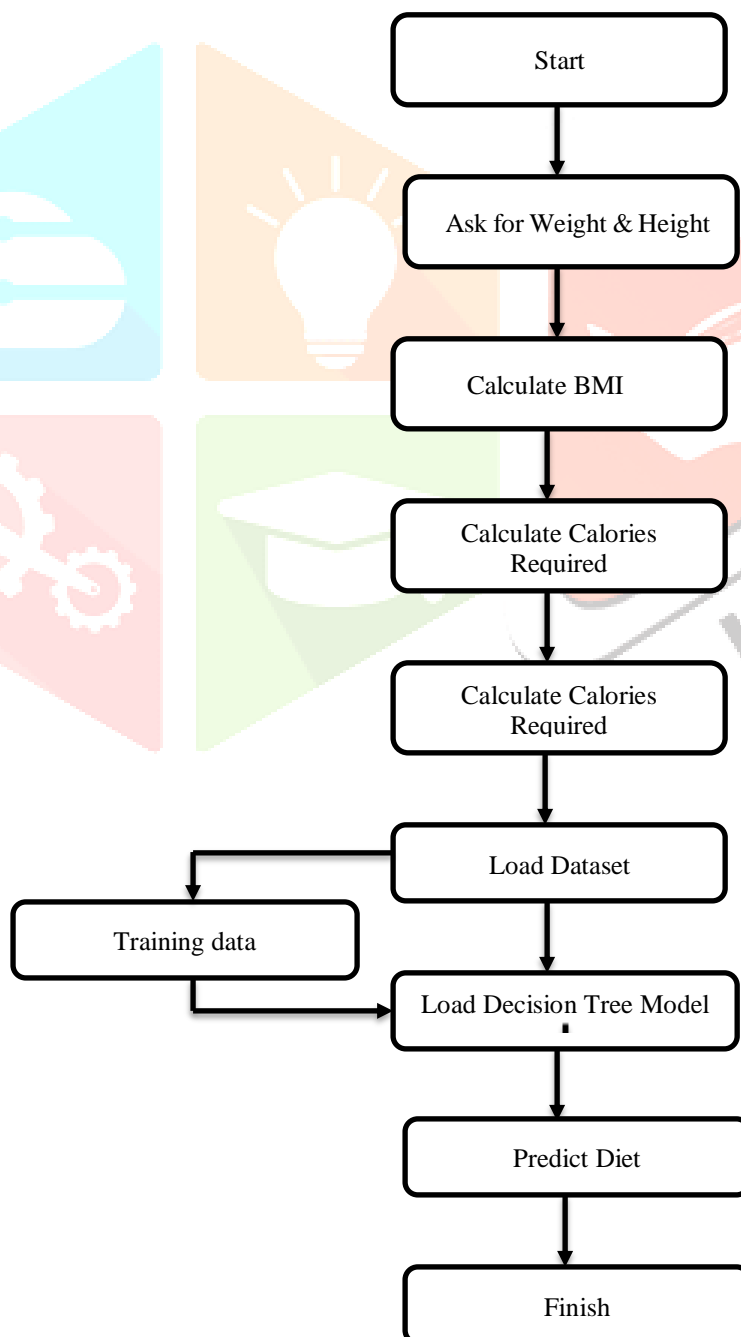 Start
Ask for Weight & Height
Calculate BMI
Calculate Calories
Required
Calculate Calories
Required
Load Dataset
Training data
Load Decision Tree Model
Predict Diet
Finish